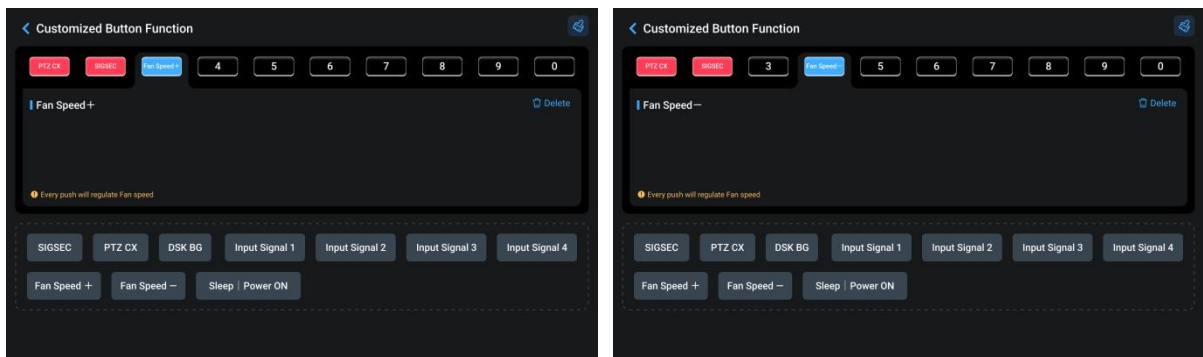 Customized Button Function
PTZ CX SIGSEC Fan Speed+ 4 5 6 7 8 9 0
Fan Speed+ Delete
Every push will regulate Fan speed
SIGSEC PTZ CX DSK BG Input Signal 1 Input Signal 2 Input Signal 3 Input Signal 4
Fan Speed + Fan Speed — Sleep | Power ON
Customized Button Function
PTZ CX SIGSEC 3 Fan Speed— 5 6 7 8 9 0
Fan Speed— Delete
Every push will regulate Fan speed
SIGSEC PTZ CX DSK BG Input Signal 1 Input Signal 2 Input Signal 3 Input Signal 4
Fan Speed + Fan Speed — Sleep | Power ON